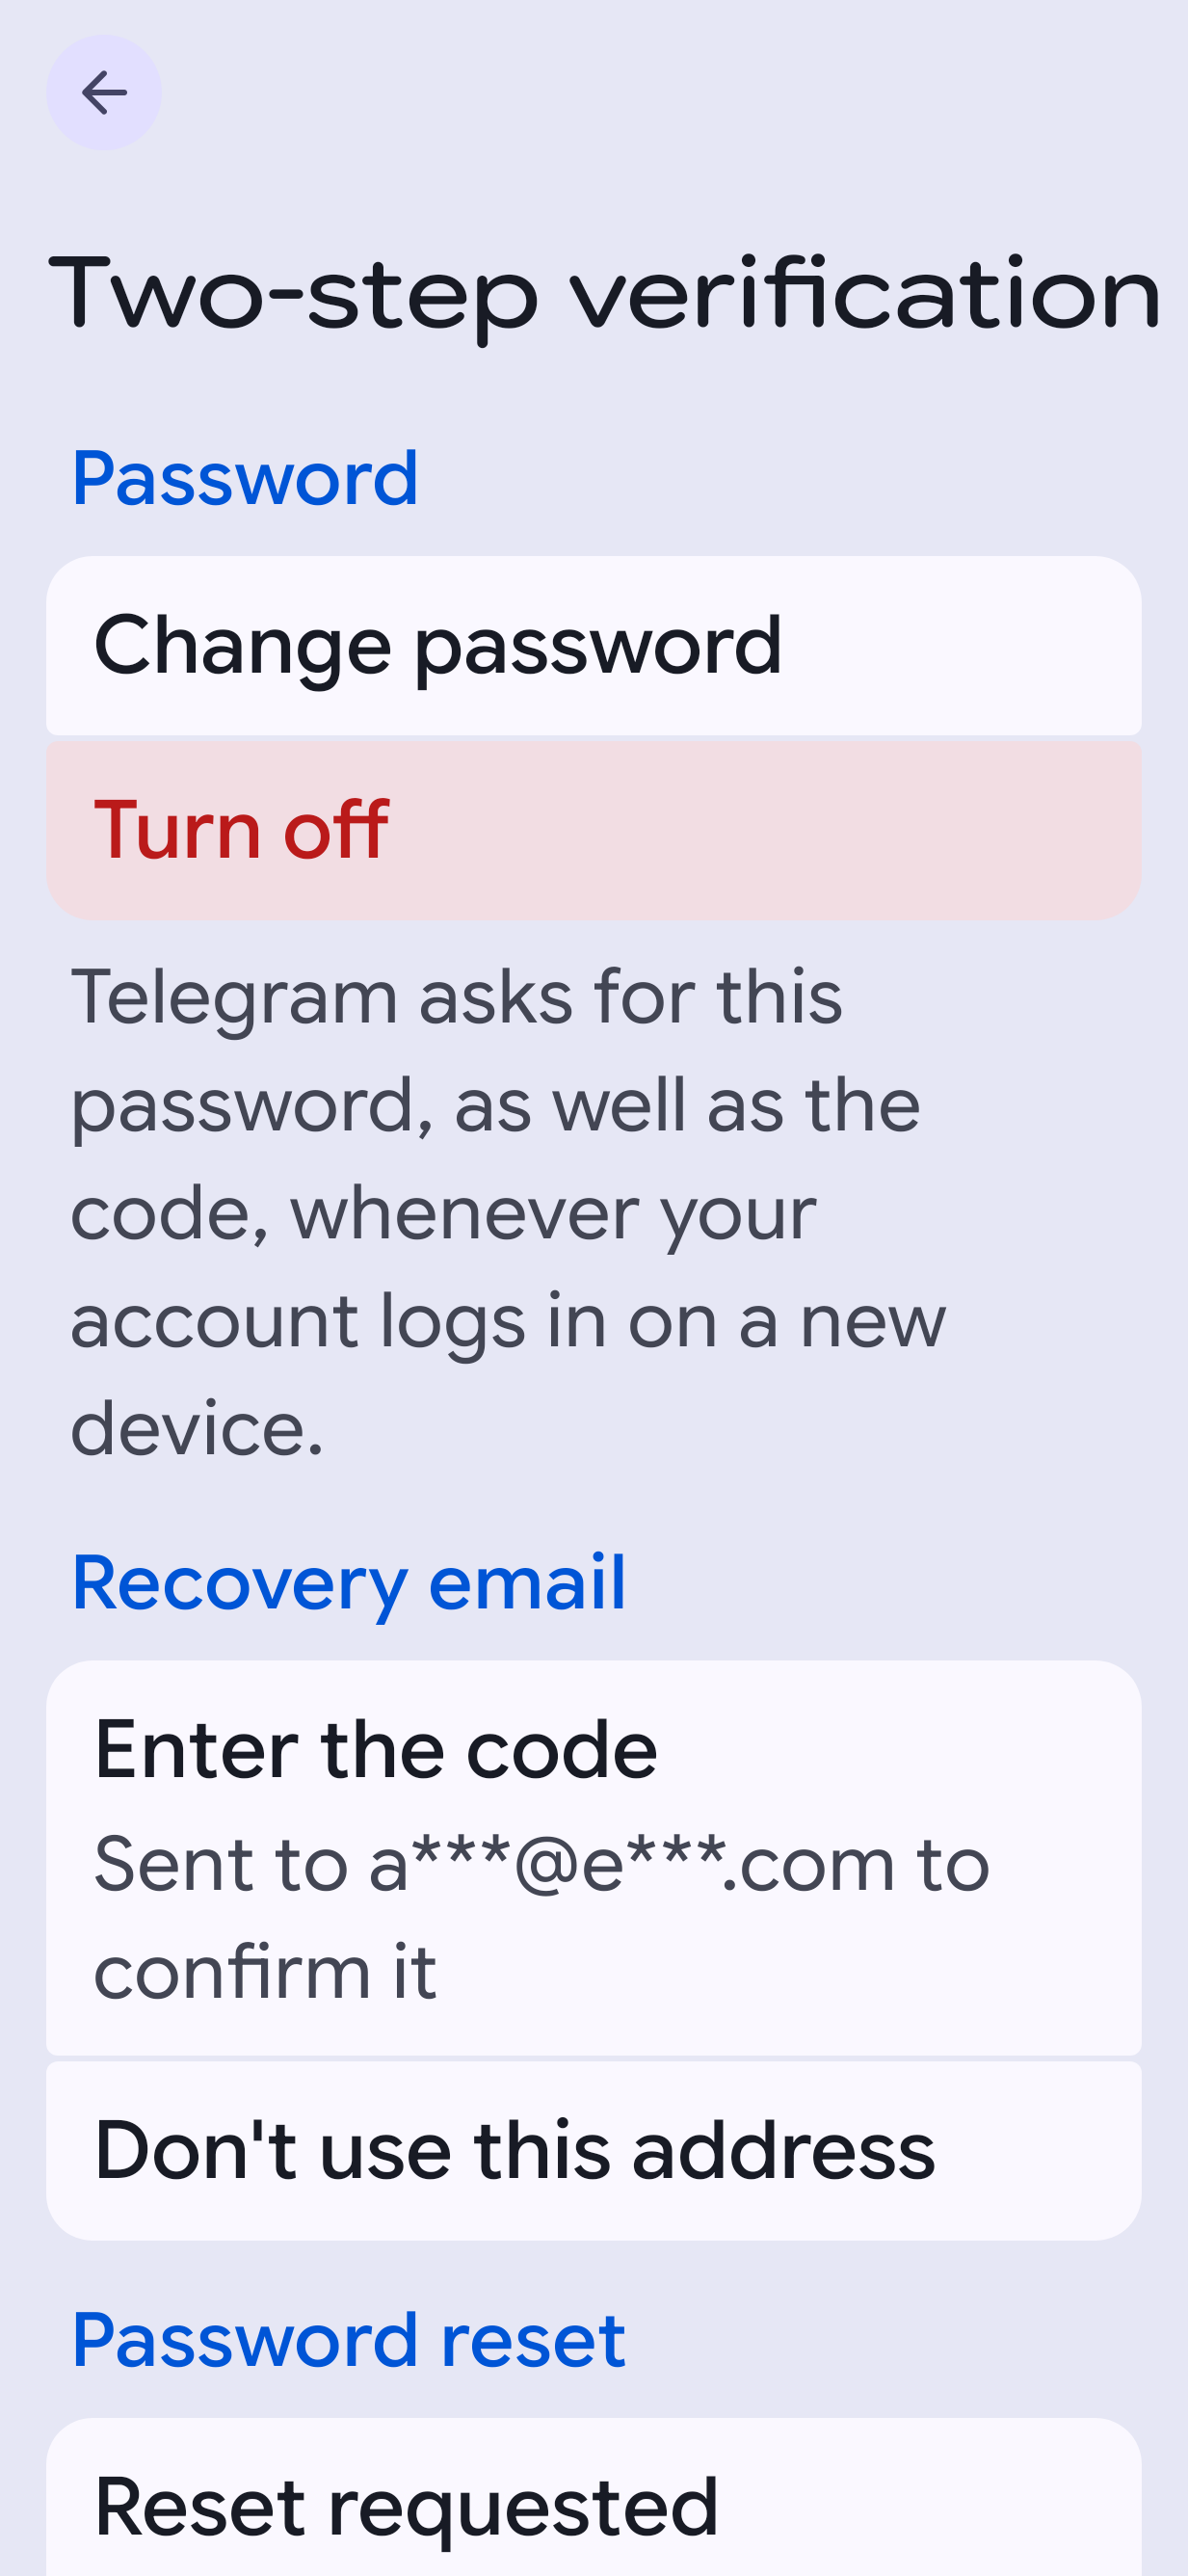 Two-step verification
Password
Change password
Turn off
Telegram asks for this
password, as well as the
code, whenever your
account logs in on a new
device.
Recovery email
Enter the code
Sent to a***@e***.com to
confirm it
Don't use this address
Password reset
Reset requested